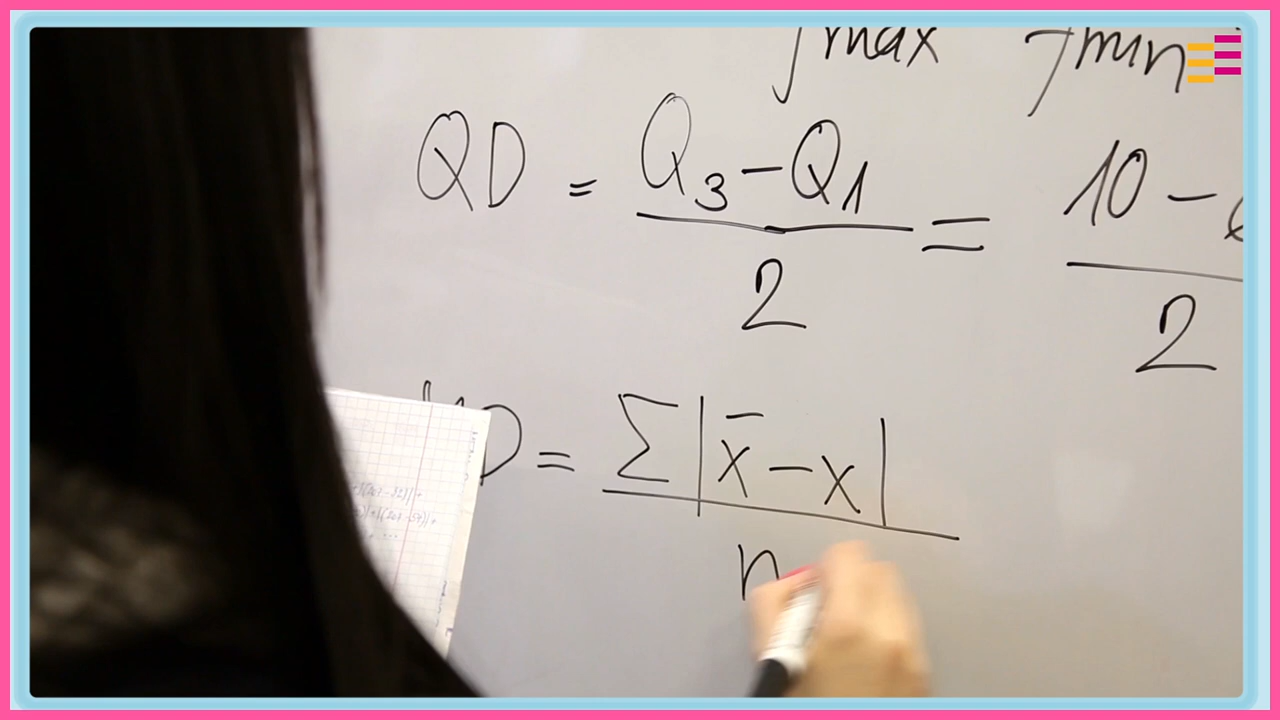 fmax fmin
QD = Q3 - Q1 = 10 -
2 2
D = Σ|x̄ - x|
n